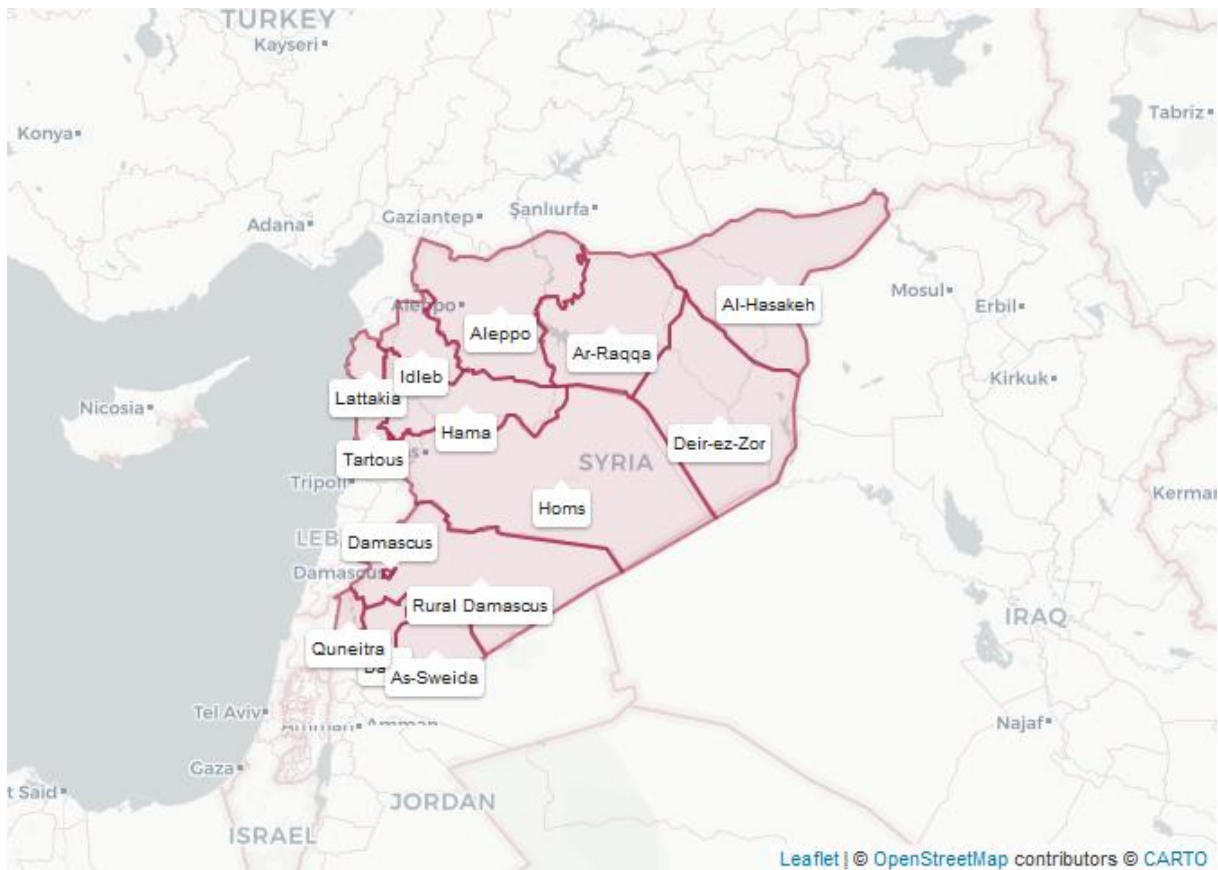 TURKEY
Kayseri
Konya
Tabriz
Adana
Gaziantep
Şanlıurfa
Mosul
Erbil
Aleppo
Al-Hasakeh
Aleppo
Ar-Raqqa
Idleb
Kirkuk
Lattakia
Nicosia
Hama
Deir-ez-Zor
Tartous
SYRIA
Tripoli
Homs
Damascus
Damascus
Rural Damascus
IRAQ
Quneitra
As-Sweida
Tel Aviv
Amman
Najaf
Gaza
t Said
JORDAN
ISRAEL
Leaflet | © OpenStreetMap contributors © CARTO